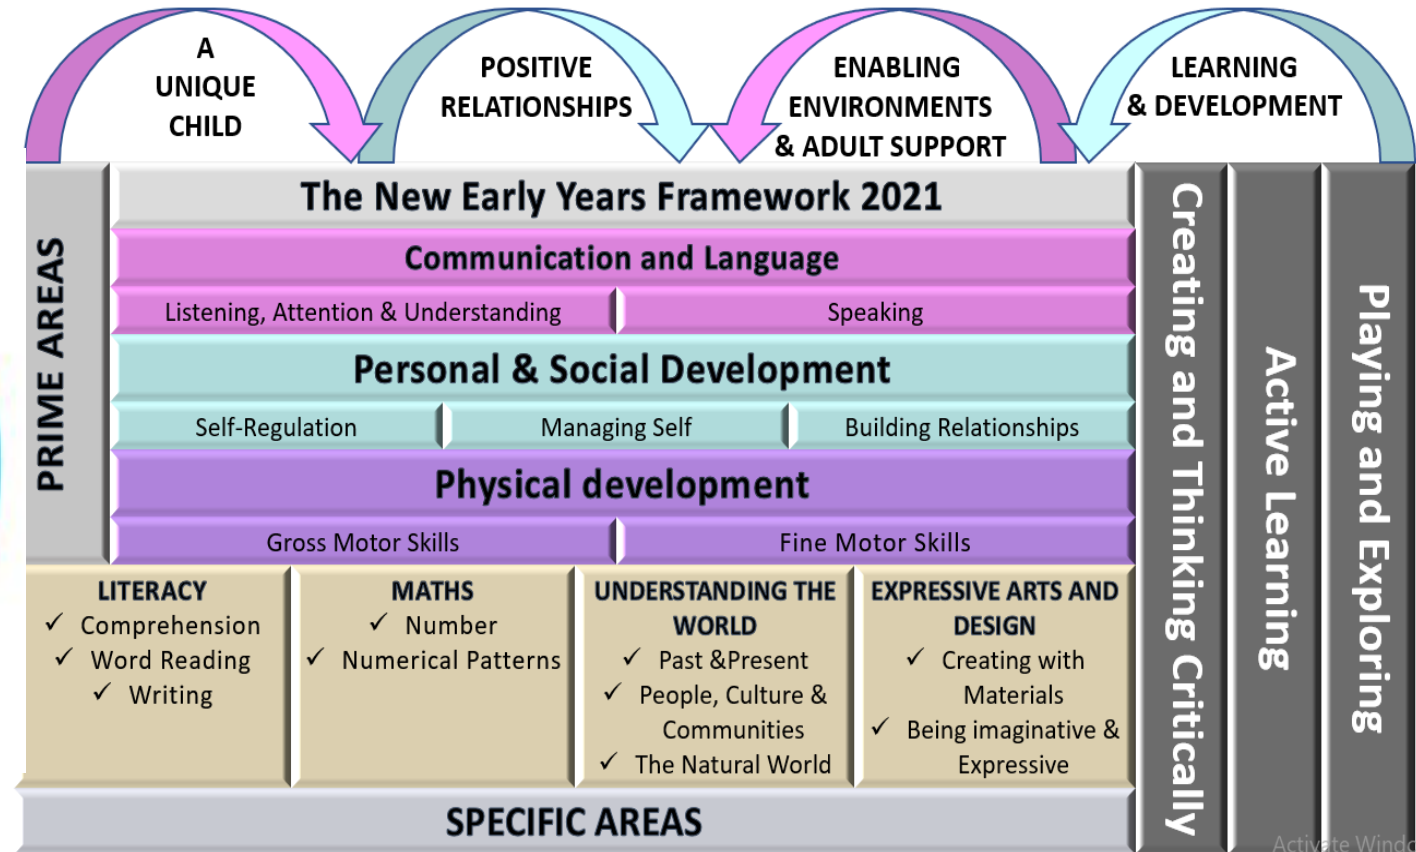 A
UNIQUE
CHILD
POSITIVE
RELATIONSHIPS
ENABLING
ENVIRONMENTS
& ADULT SUPPORT
LEARNING
& DEVELOPMENT
PRIME AREAS
The New Early Years Framework 2021
Communication and Language
Listening, Attention & Understanding
Speaking
Personal & Social Development
Self-Regulation
Managing Self
Building Relationships
Physical development
Gross Motor Skills
Fine Motor Skills
LITERACY
✓ Comprehension
✓ Word Reading
✓ Writing
MATHS
✓ Number
✓ Numerical Patterns
UNDERSTANDING THE
WORLD
✓ Past &Present
✓ People, Culture &
Communities
✓ The Natural World
EXPRESSIVE ARTS AND
DESIGN
✓ Creating with
Materials
✓ Being imaginative &
Expressive
SPECIFIC AREAS
Creating and Thinking Critically
Active Learning
Playing and Exploring
Activate Windo